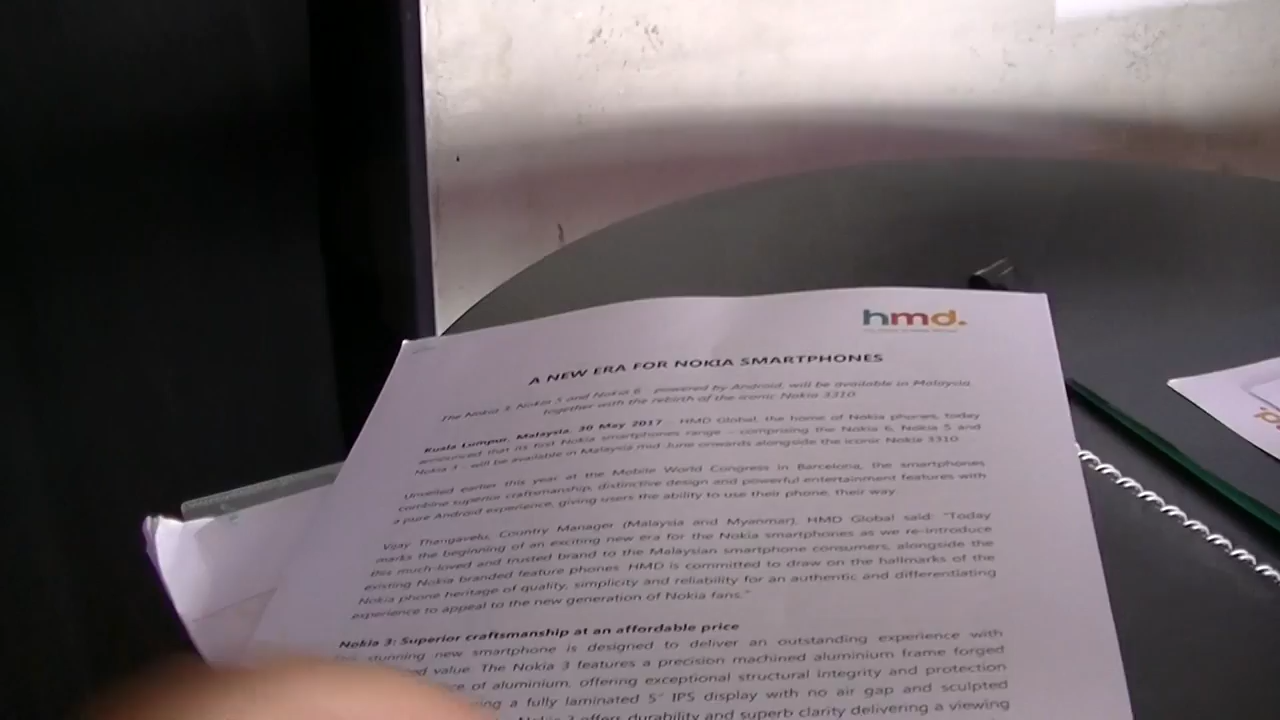 hmd.
A NEW ERA FOR NOKIA SMARTPHONES
The Nokia 3, Nokia 5 and Nokia 6 - powered by Android, will be available in Malaysia
together with the rebirth of the iconic Nokia 3310
Kuala Lumpur, Malaysia, 30 May 2017 - HMD Global, the home of Nokia phones, today
announced that its first Nokia smartphones range - comprising the Nokia 6, Nokia 5 and
Nokia 3 - will be available in Malaysia mid June onwards alongside the iconic Nokia 3310
Unveiled earlier this year at the Mobile World Congress in Barcelona, the smartphones
combine superior craftsmanship, distinctive design and powerful entertainment features with
a pure Android experience, giving users the ability to use their phone, their way
Vijay Thangavelu, Country Manager (Malaysia and Myanmar), HMD Global said: "Today
marks the beginning of an exciting new era for the Nokia smartphones as we re-introduce
this much-loved and trusted brand to the Malaysian smartphone consumers, alongside the
existing Nokia branded feature phones. HMD is committed to draw on the hallmarks of the
Nokia phone heritage of quality, simplicity and reliability for an authentic and differentiating
experience to appeal to the new generation of Nokia fans."
Nokia 3: Superior craftsmanship at an affordable price
stunning new smartphone is designed to deliver an outstanding experience with
value. The Nokia 3 features a precision machined aluminium frame forged
of aluminium, offering exceptional structural integrity and protection
a fully laminated 5" IPS display with no air gap and sculpted
Nokia 3 offers durability and superb clarity delivering a viewing